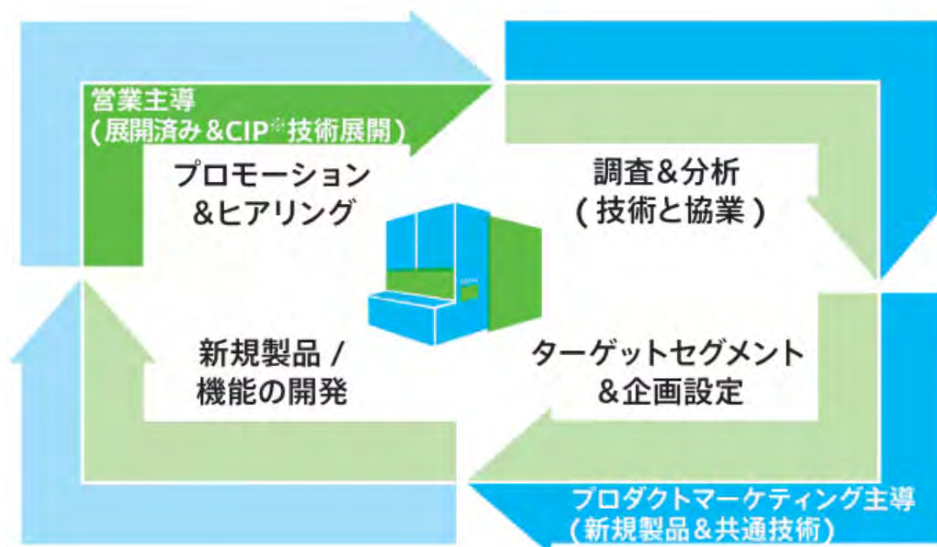 営業主導
(展開済み&CIP※技術展開)
プロモーション
&ヒアリング
調査&分析
(技術と協業)
新規製品 /
機能の開発
ターゲットセグメント
&企画設定
プロダクトマーケティング主導
(新規製品&共通技術)